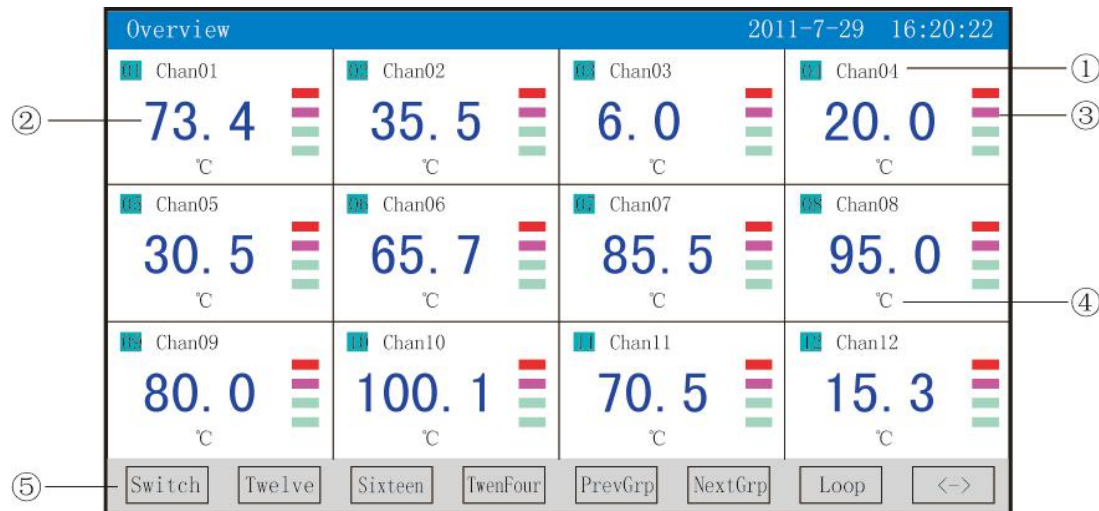 Overview 2011-7-29 16:20:22
01 Chan01 02 Chan02 03 Chan03 04 Chan04 ①
② 73.4 35.5 6.0 20.0 ③
℃ ℃ ℃ ℃
05 Chan05 06 Chan06 07 Chan07 08 Chan08
30.5 65.7 85.5 95.0
℃ ℃ ℃ ℃ ④
09 Chan09 10 Chan10 11 Chan11 12 Chan12
80.0 100.1 70.5 15.3
℃ ℃ ℃ ℃
⑤ Switch Twelve Sixteen TwenFour PrevGrp NextGrp Loop <->